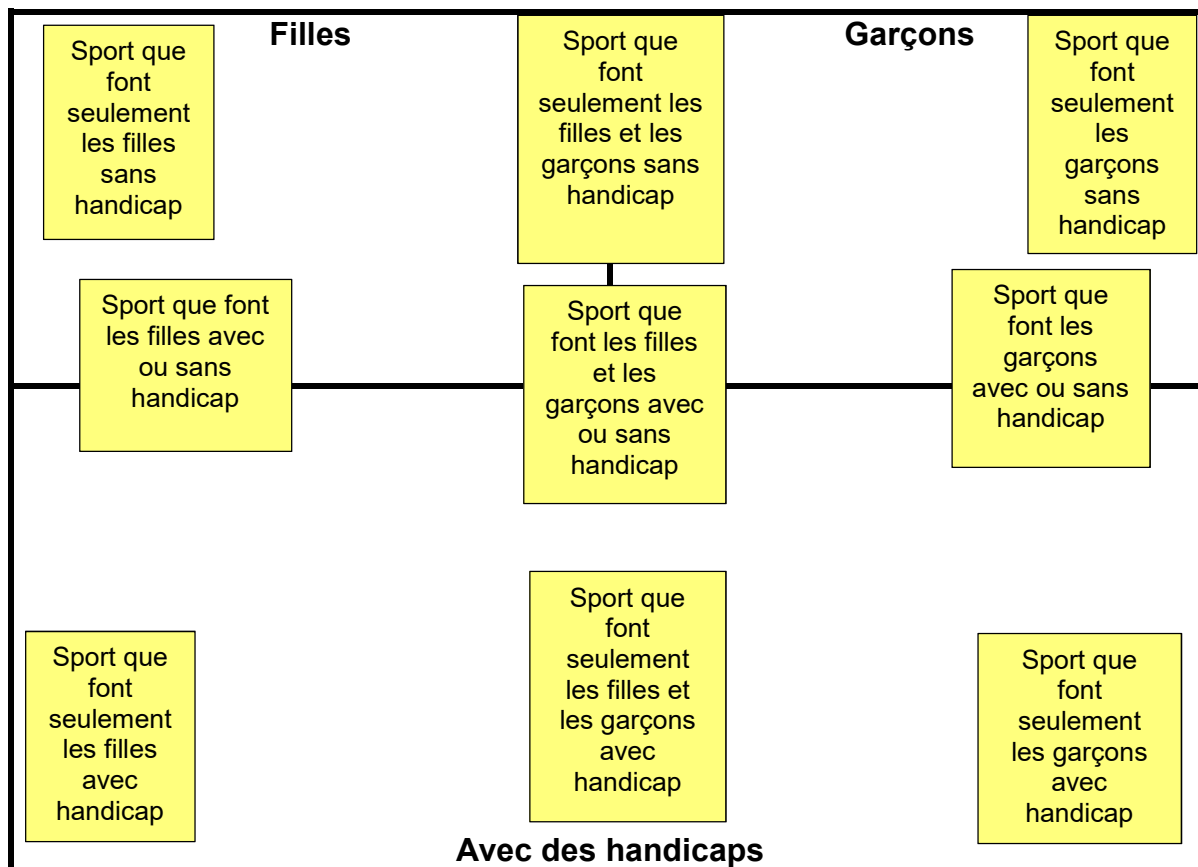 Filles
Garçons
Sport que
font
seulement
les filles
sans
handicap
Sport que
font
seulement les
filles et les
garçons sans
handicap
Sport que
font
seulement
les
garçons
sans
handicap
Sport que font
les filles avec
ou sans
handicap
Sport que
font les filles
et les
garçons avec
ou sans
handicap
Sport que
font les
garçons
avec ou sans
handicap
Sport que
font
seulement
les filles
avec
handicap
Sport que
font
seulement
les filles et
les garçons
avec
handicap
Sport que
font
seulement
les garçons
avec
handicap
Avec des handicaps